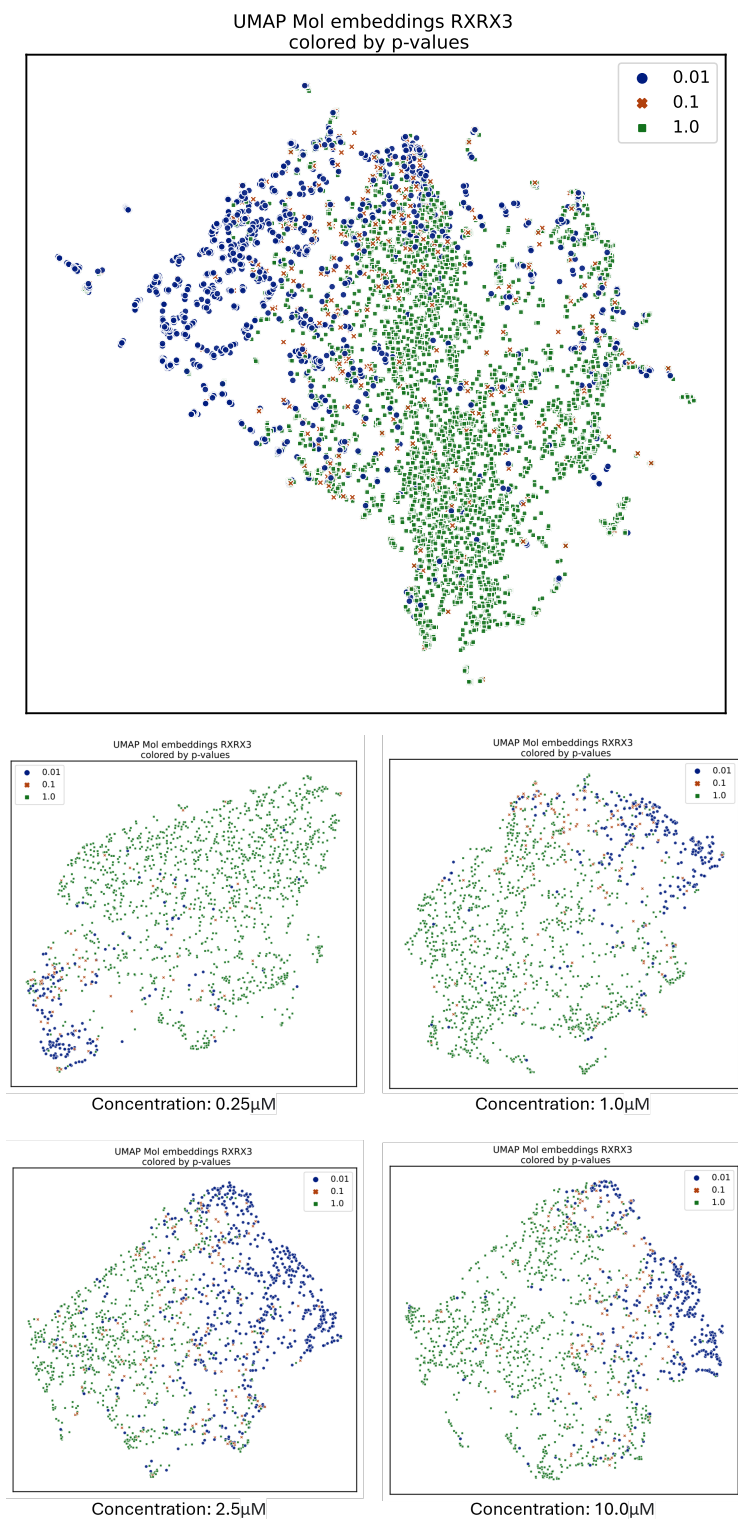 UMAP Mol embeddings RXRX3
colored by p-values
0.01
0.1
1.0
UMAP Mol embeddings RXRX3
colored by p-values
0.01
0.1
1.0
Concentration: 0.25µM
UMAP Mol embeddings RXRX3
colored by p-values
0.01
0.1
1.0
Concentration: 1.0µM
UMAP Mol embeddings RXRX3
colored by p-values
0.01
0.1
1.0
Concentration: 2.5µM
UMAP Mol embeddings RXRX3
colored by p-values
0.01
0.1
1.0
Concentration: 10.0µM